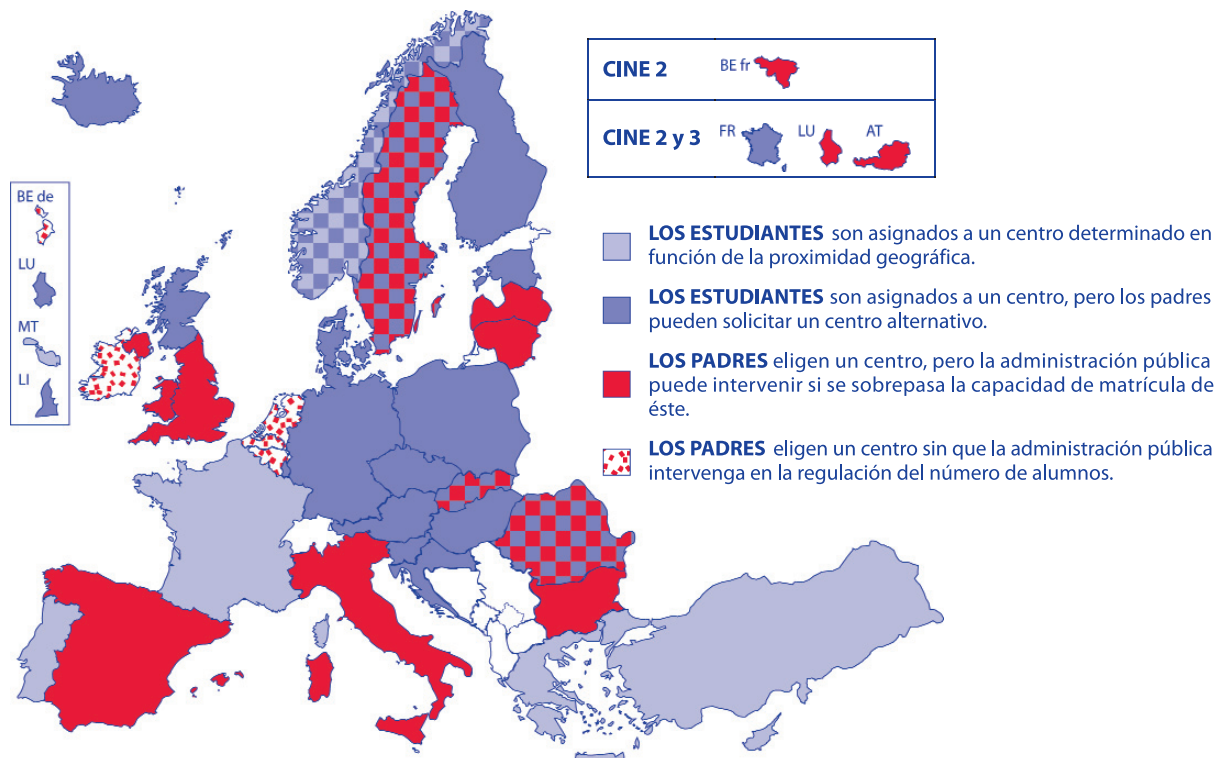 CINE 2
BE fr
CINE 2 y 3
FR
LU
AT
BE de
LU
MT
LI
LOS ESTUDIANTES son asignados a un centro determinado en
función de la proximidad geográfica.
LOS ESTUDIANTES son asignados a un centro, pero los padres
pueden solicitar un centro alternativo.
LOS PADRES eligen un centro, pero la administración pública
puede intervenir si se sobrepasa la capacidad de matrícula de
éste.
LOS PADRES eligen un centro sin que la administración pública
intervenga en la regulación del número de alumnos.